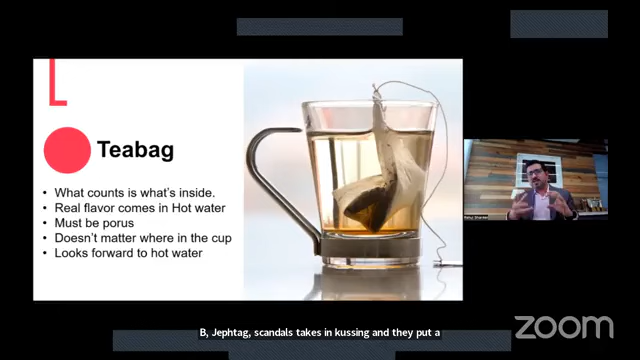 Teabag
• What counts is what's inside.
• Real flavor comes in Hot water
• Must be porus
• Doesn't matter where in the cup
• Looks forward to hot water
B, Jephtag, scandals takes in kussing and they put a
zoom